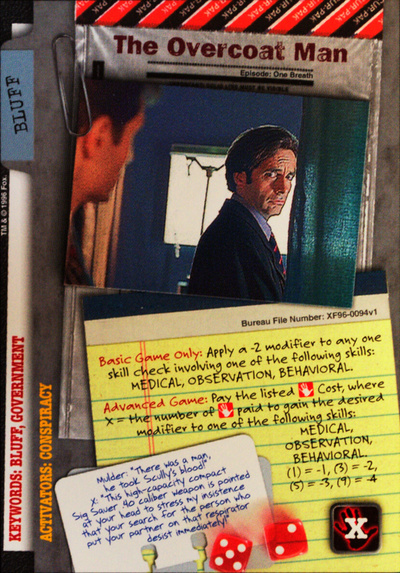 UR-PAK UR-PAK UR-PAK
The Overcoat Man
Episode: One Breath
BLUFF
TM & © 1996 Fox.
KEYWORDS: BLUFF, GOVERNMENT
ACTIVATORS: CONSPIRACY
Bureau File Number: XF96-0094v1
Basic Game Only: Apply a -2 modifier to any one
skill check involving one of the following skills:
MEDICAL, OBSERVATION, BEHAVIORAL.
Advanced Game: Pay the listed Cost, where
X = the number of paid to gain the desired
modifier to one of the following skills:
MEDICAL,
OBSERVATION,
BEHAVIORAL.
(1) = -1, (3) = -2,
(5) = -3, (9) = -4
Mulder: "There was a man,
he took Scully's blood!"
X: "This high-capacity compact
Sig Sauer .40 caliber weapon is pointed
at your head to stress my insistence
that your search for the person who
put your partner on that respirator
desist immediately!"
X